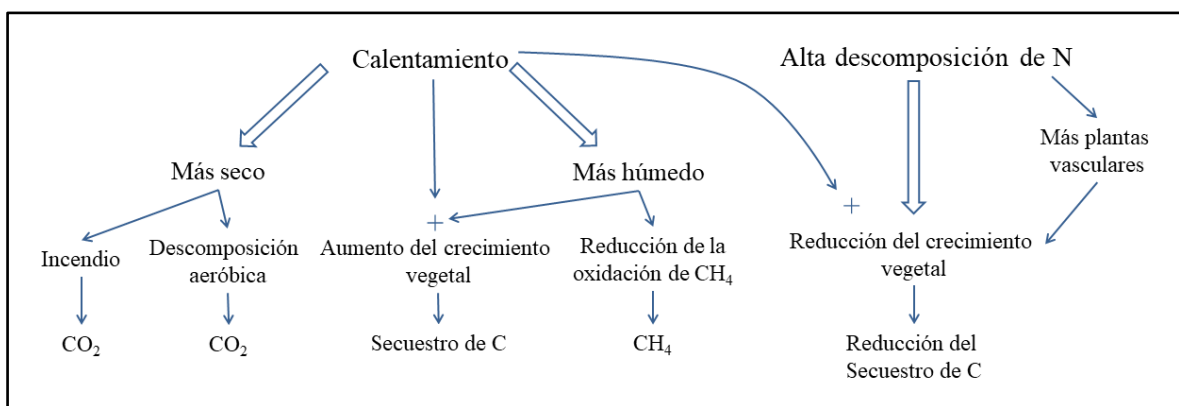 Calentamiento
Alta descomposición de N
Más plantas
vasculares
Más seco
Más húmedo
+
+
Incendio
Descomposición
aeróbica
Aumento del crecimiento
vegetal
Reducción de la
oxidación de CH₄
Reducción del crecimiento
vegetal
CO₂
CO₂
Secuestro de C
CH₄
Reducción del
Secuestro de C